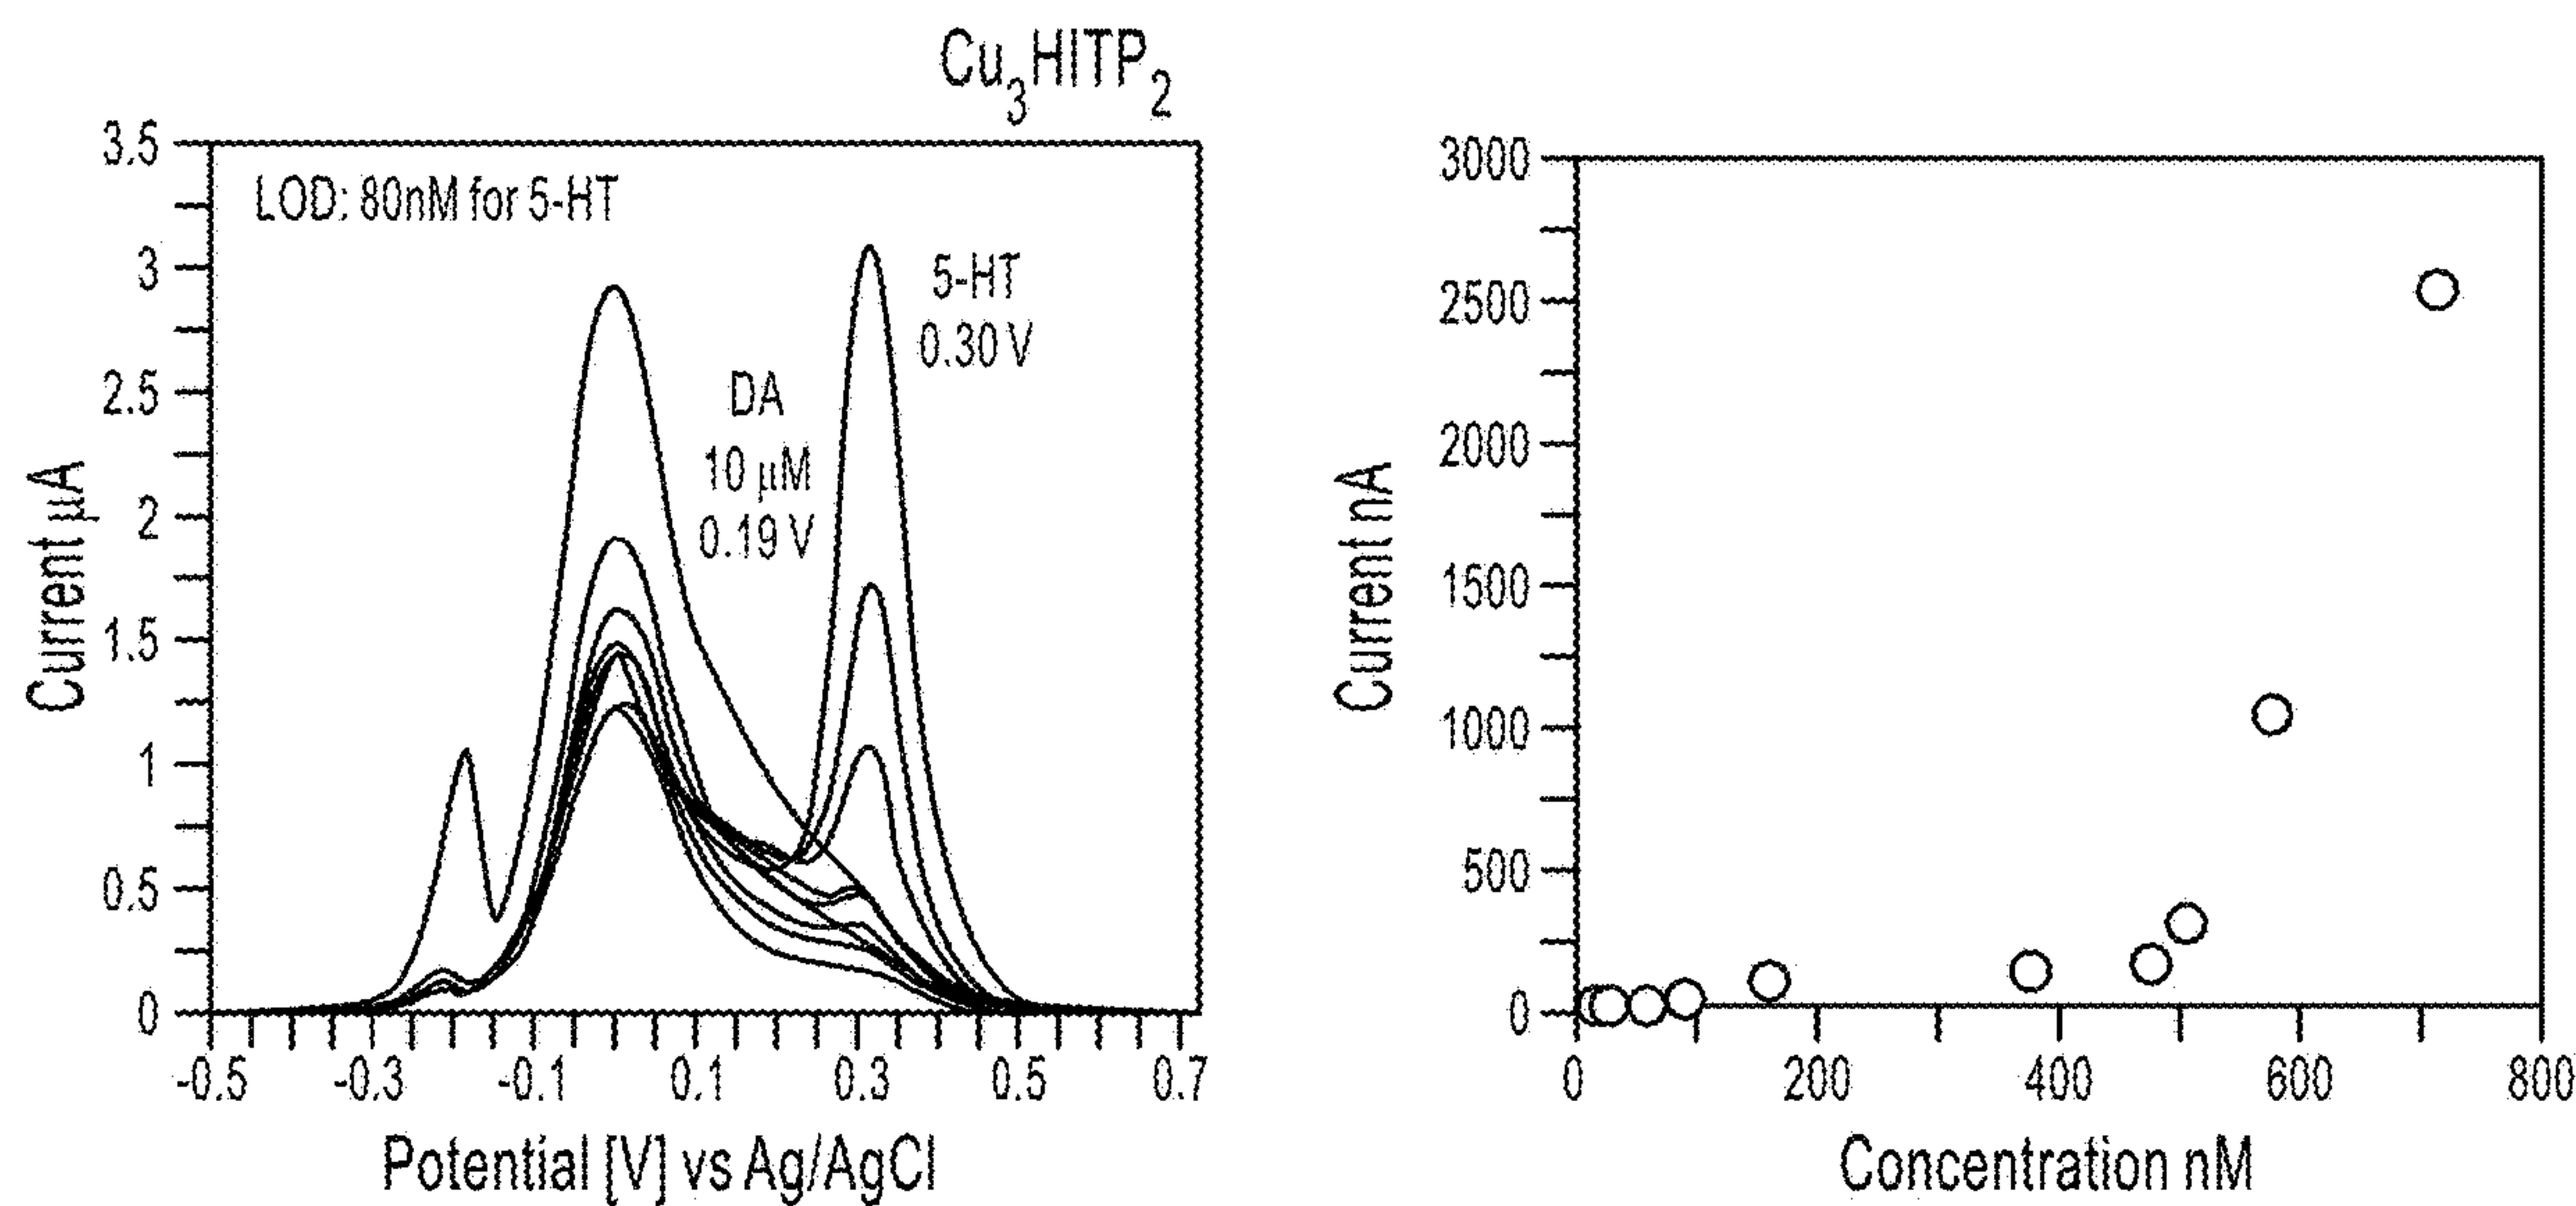 Cu₃HITP₂
3.5
3
2.5
2
1.5
1
0.5
0
Current µA
LOD: 80nM for 5-HT
5-HT
0.30 V
DA
10 µM
0.19 V
-0.5 -0.3 -0.1 0.1 0.3 0.5 0.7
Potential [V] vs Ag/AgCl
3000
2500
2000
1500
1000
500
0
Current nA
0 200 400 600 800
Concentration nM